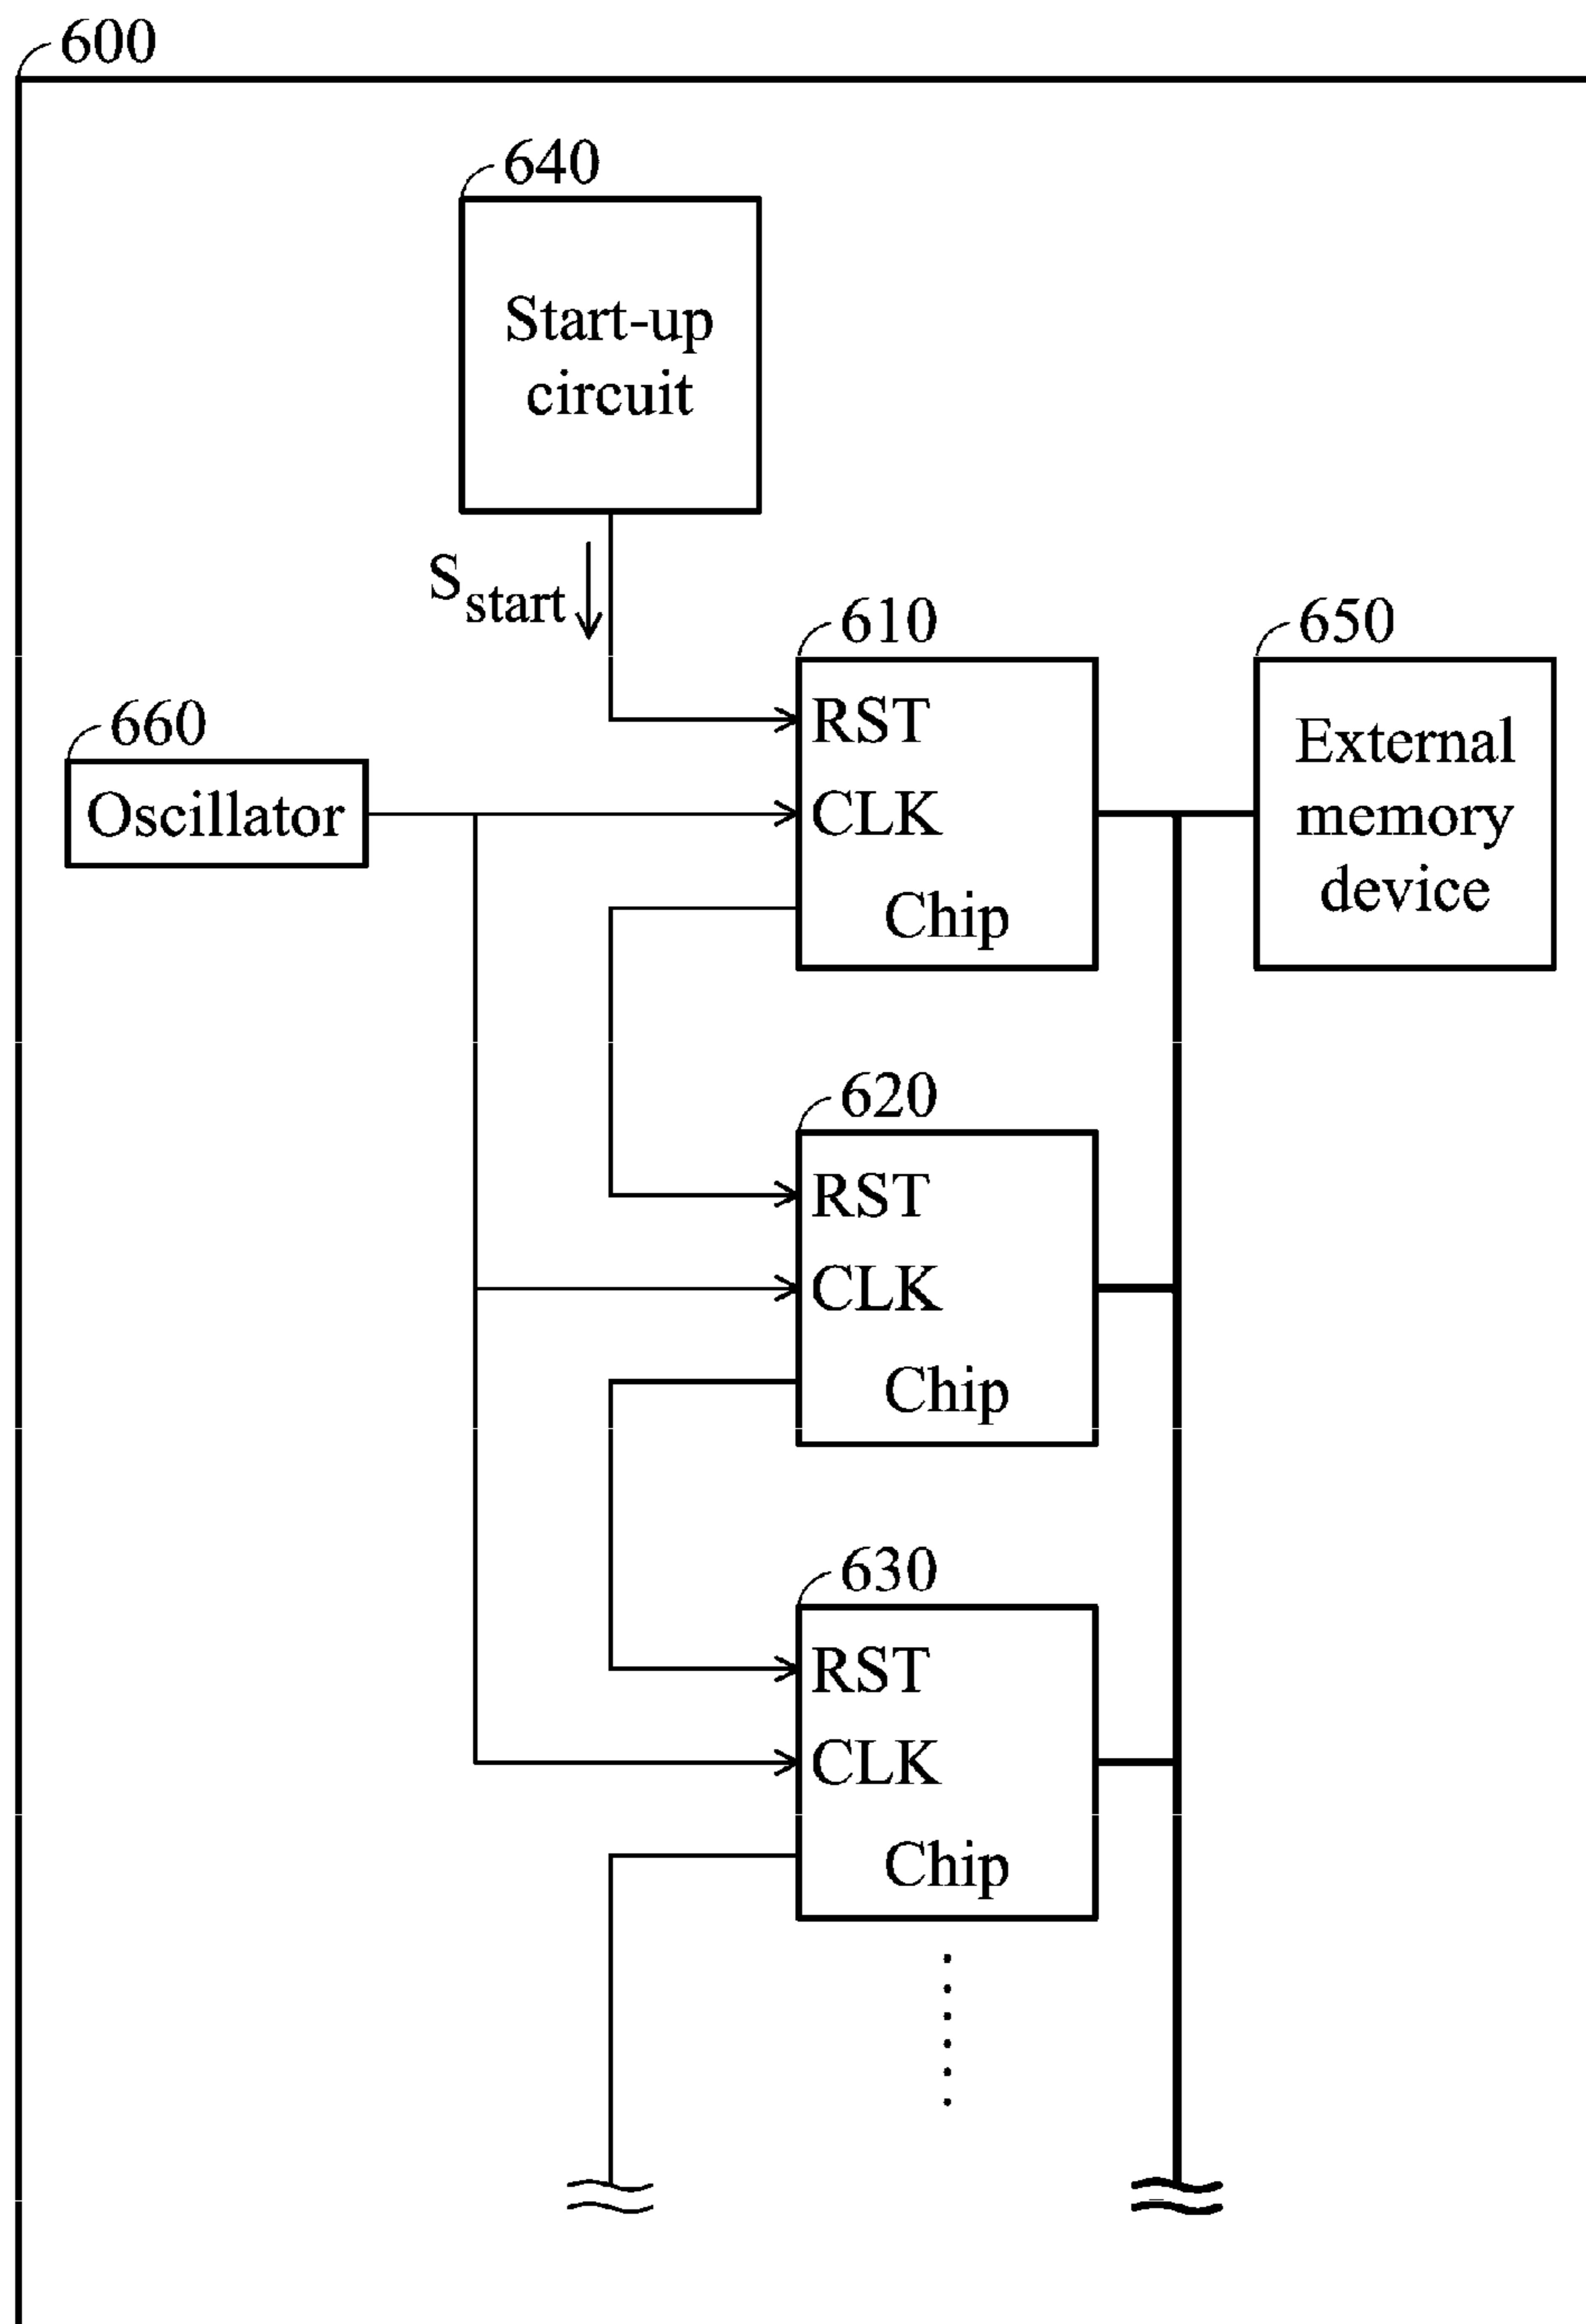 600
640
Start-up
circuit
Sstart
610
650
660
RST
External
Oscillator
CLK
memory
Chip
device
620
RST
CLK
Chip
630
RST
CLK
Chip